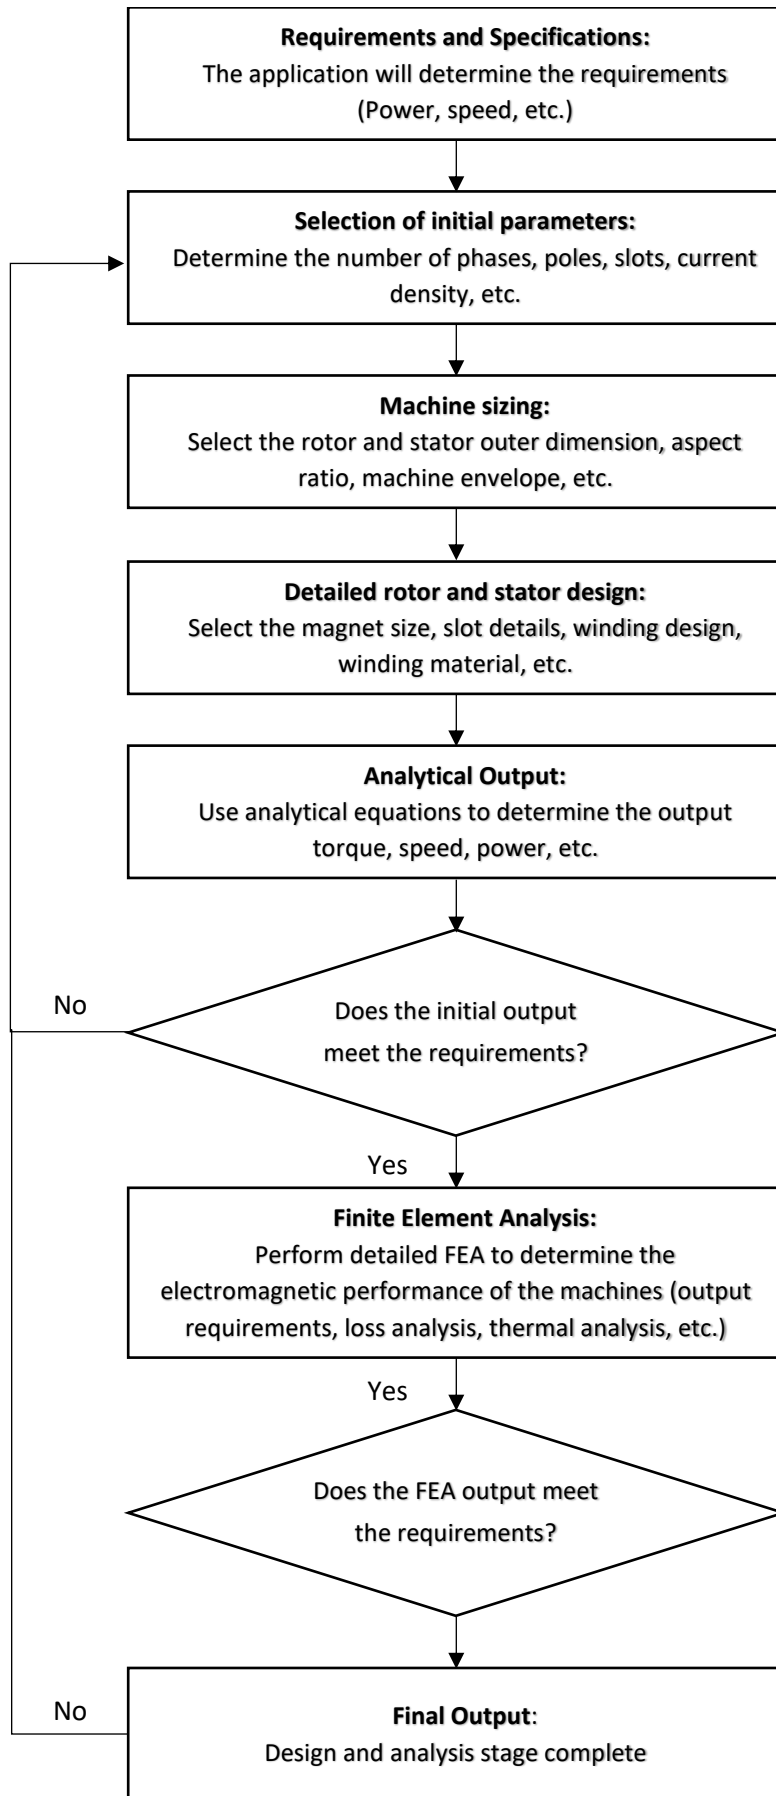 Requirements and Specifications:
The application will determine the requirements
(Power, speed, etc.)
Selection of initial parameters:
Determine the number of phases, poles, slots, current
density, etc.
Machine sizing:
Select the rotor and stator outer dimension, aspect
ratio, machine envelope, etc.
Detailed rotor and stator design:
Select the magnet size, slot details, winding design,
winding material, etc.
Analytical Output:
Use analytical equations to determine the output
torque, speed, power, etc.
No
Does the initial output
meet the requirements?
Yes
Finite Element Analysis:
Perform detailed FEA to determine the
electromagnetic performance of the machines (output
requirements, loss analysis, thermal analysis, etc.)
Yes
Does the FEA output meet
the requirements?
No
Final Output:
Design and analysis stage complete